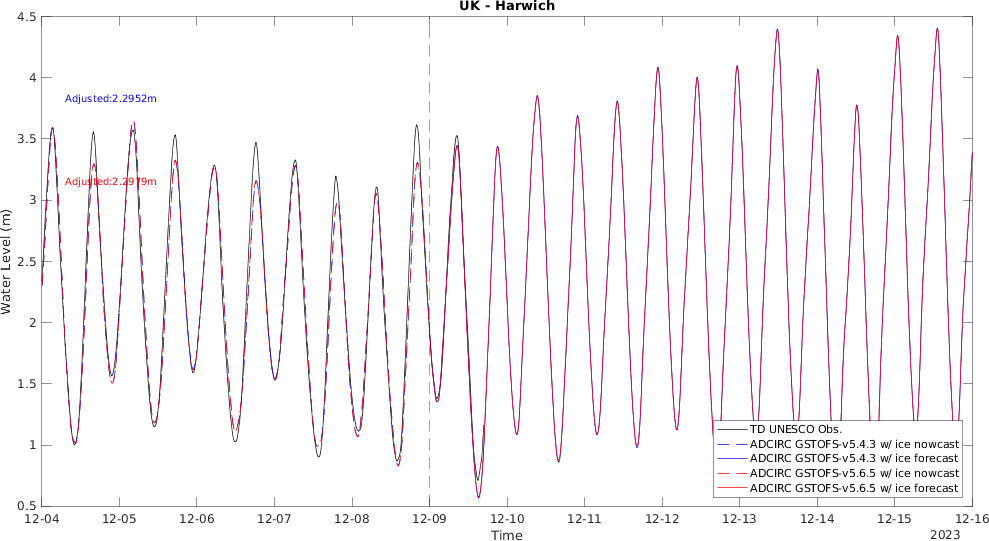 UK - Harwich
4.5
4
3.5
3
2.5
2
1.5
1
0.5
Water Level (m)
Adjusted:2.2952m
Adjusted:2.2979m
TD UNESCO Obs.
ADCIRC GSTOFS-v5.4.3 w/ ice nowcast
ADCIRC GSTOFS-v5.4.3 w/ ice forecast
ADCIRC GSTOFS-v5.6.5 w/ ice nowcast
ADCIRC GSTOFS-v5.6.5 w/ ice forecast
12-04 12-05 12-06 12-07 12-08 12-09 12-10 12-11 12-12 12-13 12-14 12-15 12-16
Time
2023